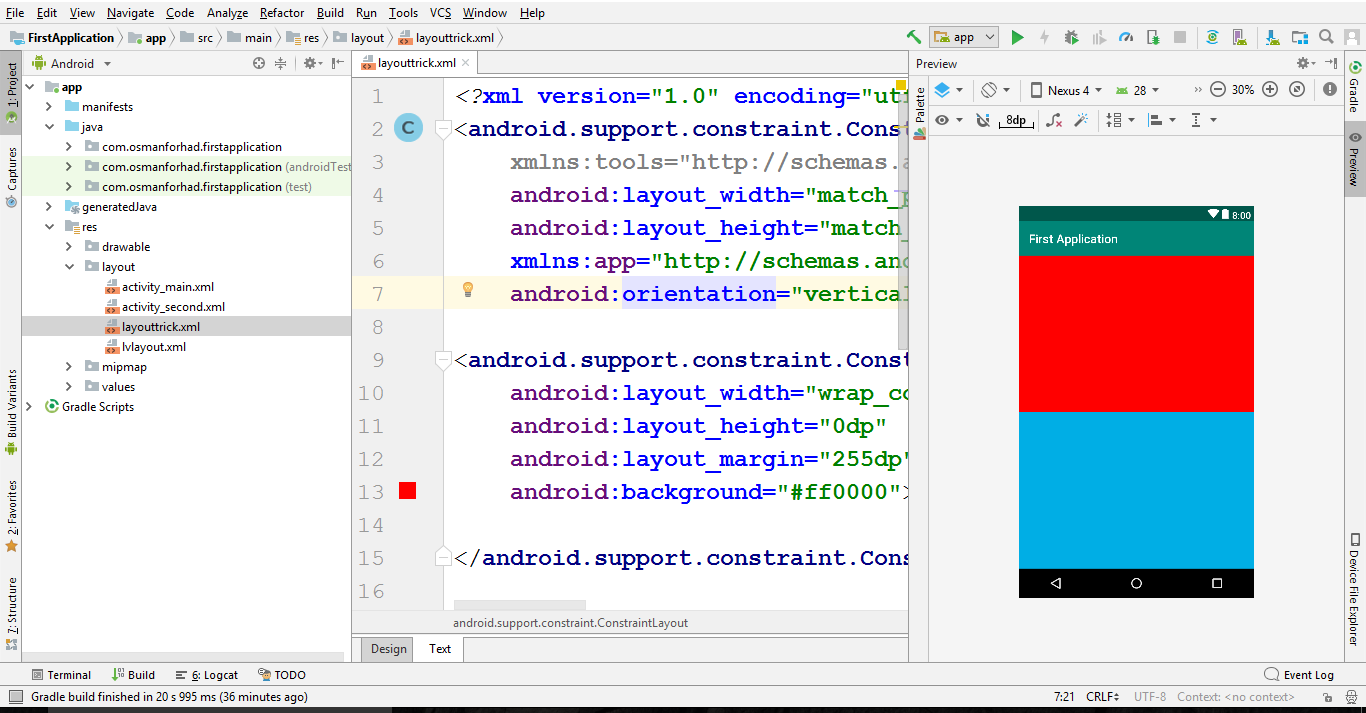 File Edit View Navigate Code Analyze Refactor Build Run Tools VCS Window Help
FirstApplication app src main res layout layouttrick.xml
app
1: Project
Captures
Build Variants
2: Favorites
7: Structure
Android
app
manifests
java
com.osmanforhad.firstapplication
com.osmanforhad.firstapplication (androidTest
com.osmanforhad.firstapplication (test)
generatedJava
res
drawable
layout
activity_main.xml
activity_second.xml
layouttrick.xml
lvlayout.xml
mipmap
values
Gradle Scripts
layouttrick.xml
1 <?xml version="1.0" encoding="utf
2 C <android.support.constraint.Const
3 xmlns:tools="http://schemas.a
4 android:layout_width="match_p
5 android:layout_height="match_
6 xmlns:app="http://schemas.and
7 android:orientation="vertical
8
9 <android.support.constraint.Const
10 android:layout_width="wrap_co
11 android:layout_height="0dp"
12 android:layout_margin="255dp"
13 android:background="#ff0000">
14
15 </android.support.constraint.Cons
16
android.support.constraint.ConstraintLayout
Design Text
Preview
Palette
Nexus 4 28 30%
8dp
8:00
First Application
Gradle
Preview
Device File Explorer
Terminal Build 6: Logcat TODO Event Log
Gradle build finished in 20 s 995 ms (36 minutes ago) 7:21 CRLF UTF-8 Context: <no context>